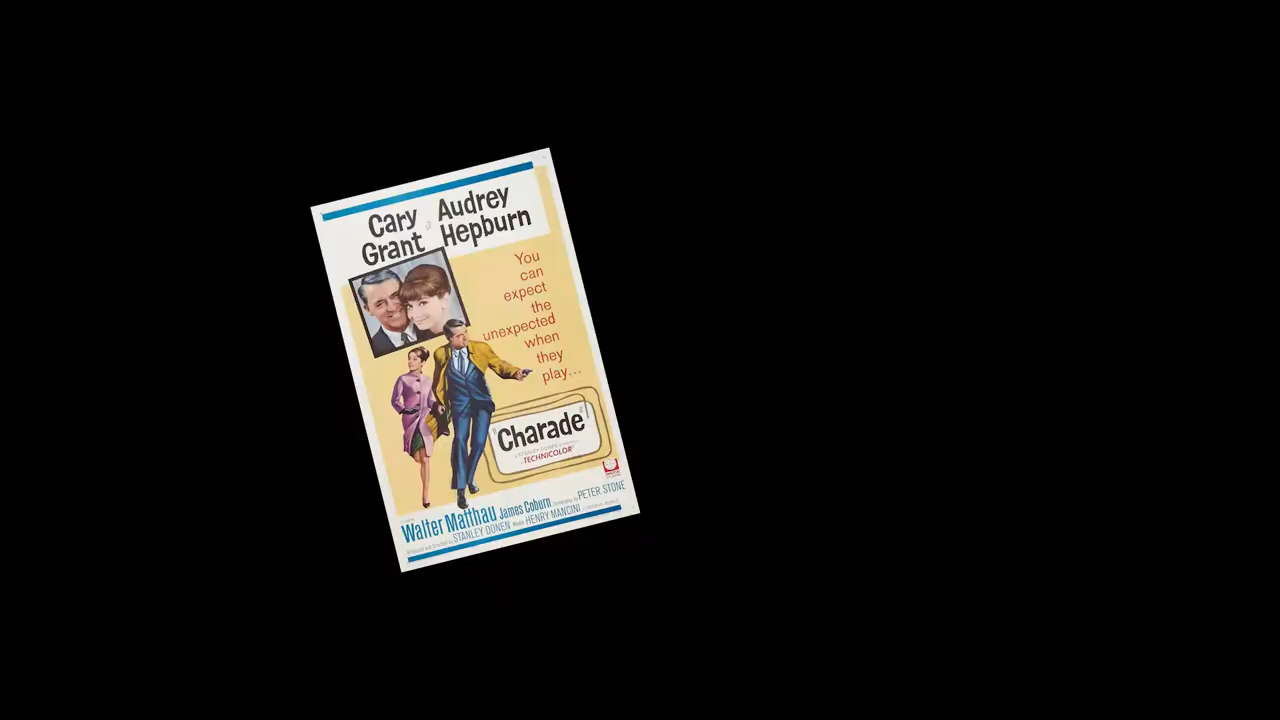 Cary Audrey
Grant Hepburn
You
can
expect
the
unexpected
when
they
play...
"Charade"
TECHNICOLOR
Walter Matthau James Coburn PETER STONE
STANLEY DONEN HENRY MANCINI